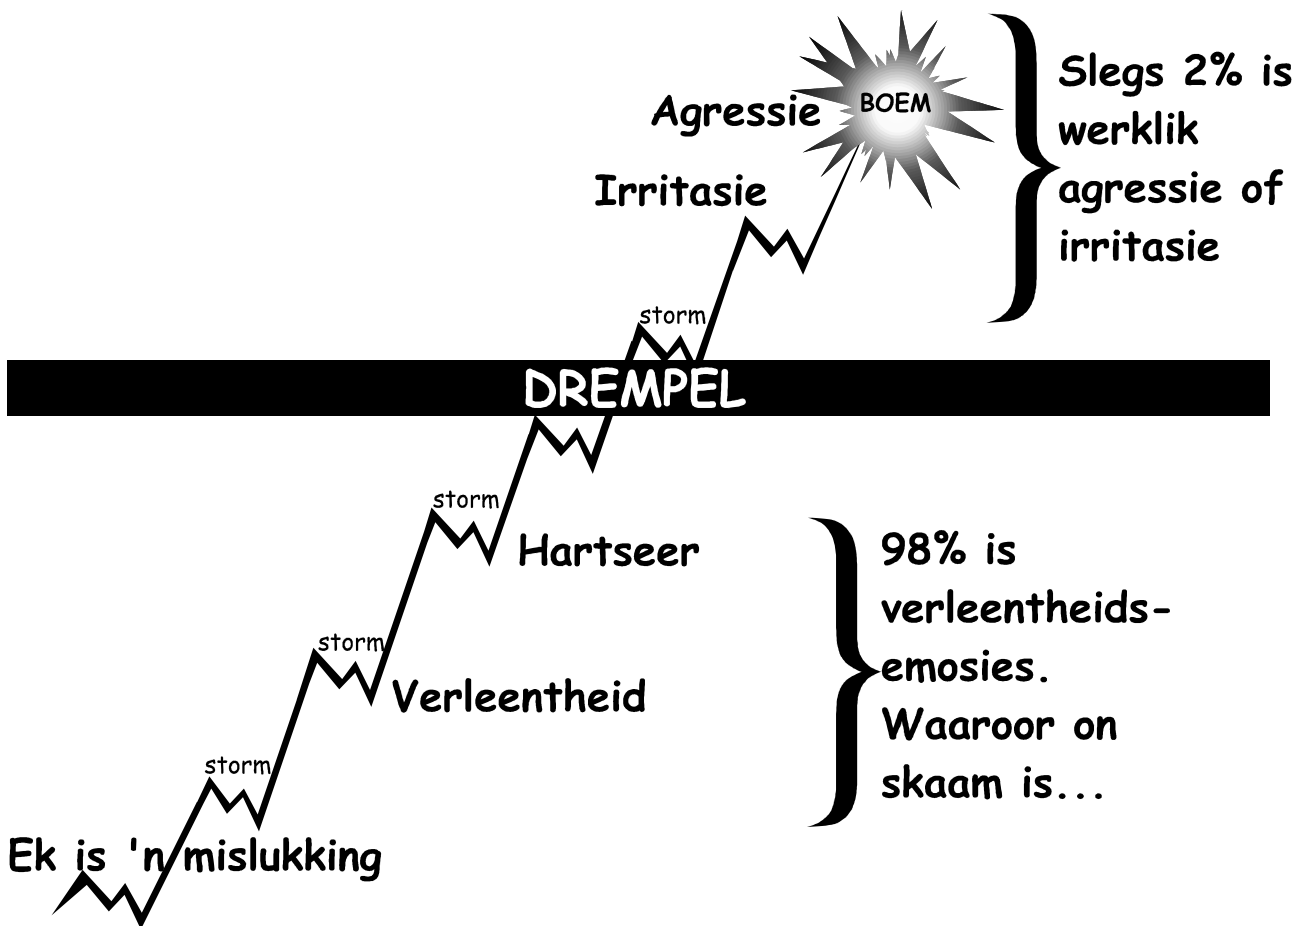 BOEM
Agressie
Irritasie
Slegs 2% is
werklik
agressie of
irritasie
storm
DREMPEL
storm
Hartseer
storm
Verleentheid
98% is
verleentheids-
emosies.
Waaroor on
skaam is...
storm
Ek is 'n mislukking